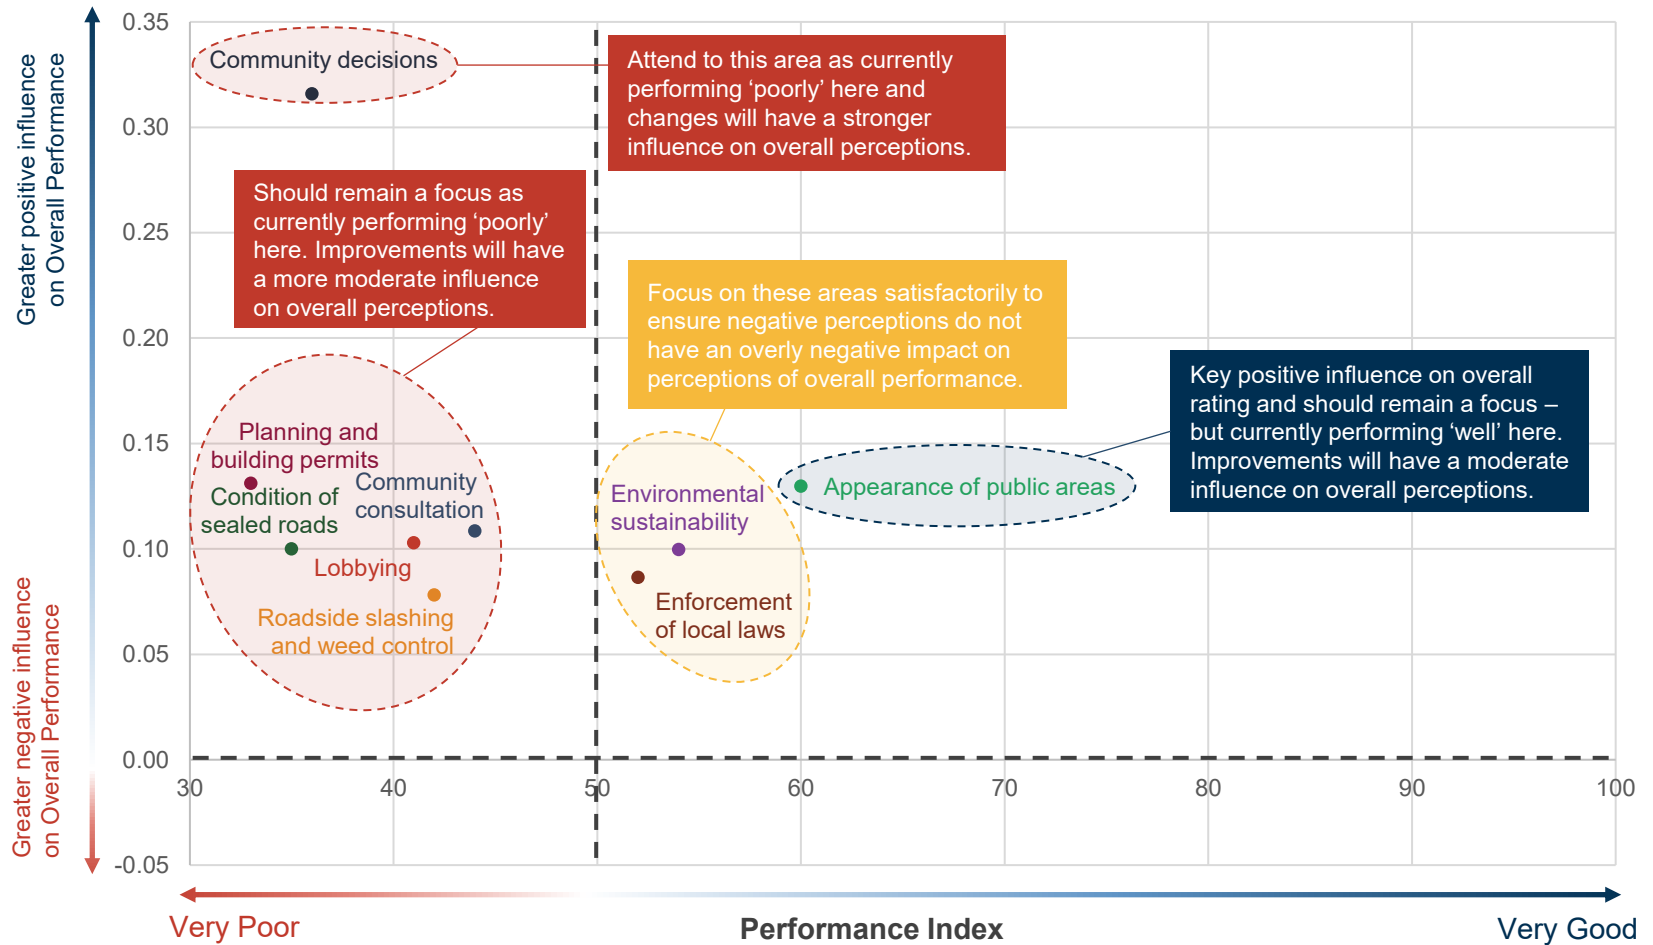 0.35
0.30
0.25
0.20
0.15
0.10
0.05
0.00
-0.05
Greater positive influence
on Overall Performance
Greater negative influence
on Overall Performance
Community decisions
Attend to this area as currently
performing ‘poorly’ here and
changes will have a stronger
influence on overall perceptions.
Should remain a focus as
currently performing ‘poorly’
here. Improvements will have
a more moderate influence
on overall perceptions.
Focus on these areas satisfactorily to
ensure negative perceptions do not
have an overly negative impact on
perceptions of overall performance.
Key positive influence on overall
rating and should remain a focus –
but currently performing ‘well’ here.
Improvements will have a moderate
influence on overall perceptions.
Planning and
building permits
Community
consultation
Condition of
sealed roads
Lobbying
Roadside slashing
and weed control
Environmental
sustainability
Enforcement
of local laws
Appearance of public areas
30
40
50
60
70
80
90
100
Very Poor
Performance Index
Very Good